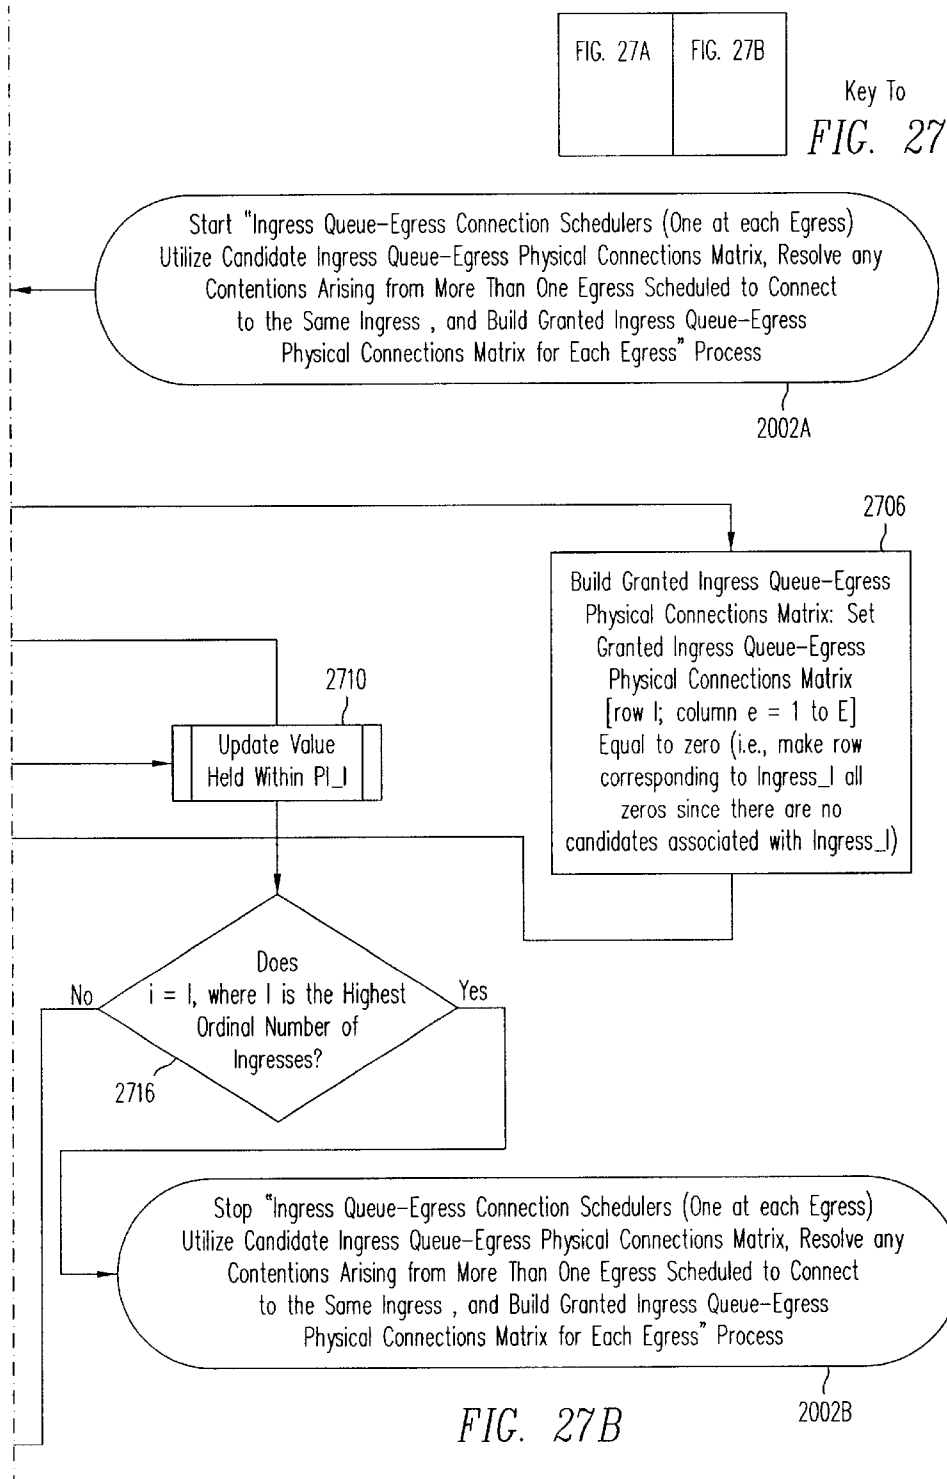 FIG. 27A
FIG. 27B
Key To
FIG. 27
Start "Ingress Queue-Egress Connection Schedulers (One at each Egress)
Utilize Candidate Ingress Queue-Egress Physical Connections Matrix, Resolve any
Contentions Arising from More Than One Egress Scheduled to Connect
to the Same Ingress , and Build Granted Ingress Queue-Egress
Physical Connections Matrix for Each Egress" Process
2002A
2706
Build Granted Ingress Queue-Egress
Physical Connections Matrix: Set
Granted Ingress Queue-Egress
Physical Connections Matrix
[row I; column e = 1 to E]
Equal to zero (i.e., make row
corresponding to Ingress_I all
zeros since there are no
candidates associated with Ingress_I)
2710
Update Value
Held Within PI_I
Does
i = I, where I is the Highest
Ordinal Number of
Ingresses?
No
Yes
2716
Stop "Ingress Queue-Egress Connection Schedulers (One at each Egress)
Utilize Candidate Ingress Queue-Egress Physical Connections Matrix, Resolve any
Contentions Arising from More Than One Egress Scheduled to Connect
to the Same Ingress , and Build Granted Ingress Queue-Egress
Physical Connections Matrix for Each Egress" Process
2002B
FIG. 27B